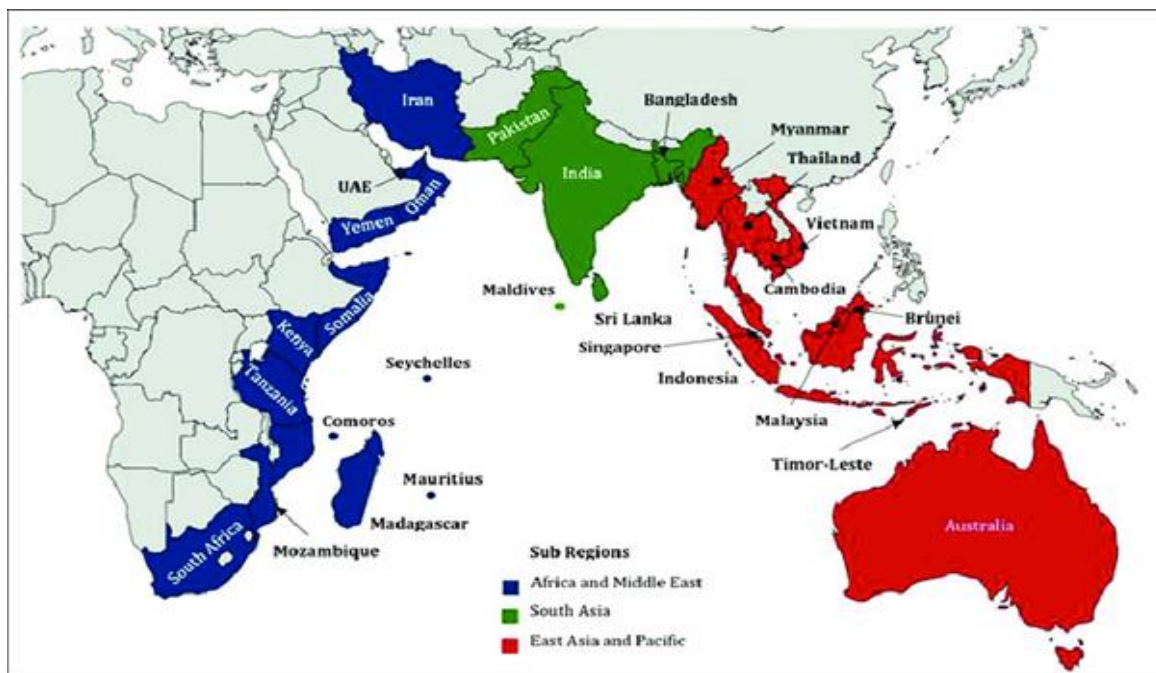 Iran
Pakistan
Bangladesh
Myanmar
Thailand
India
UAE
Oman
Yemen
Vietnam
Cambodia
Maldives
Somalia
Kenya
Sri Lanka
Brunei
Singapore
Seychelles
Tanzania
Indonesia
Malaysia
Comoros
Timor-Leste
Mauritius
Madagascar
Australia
South Africa
Mozambique
Sub Regions
Africa and Middle East
South Asia
East Asia and Pacific